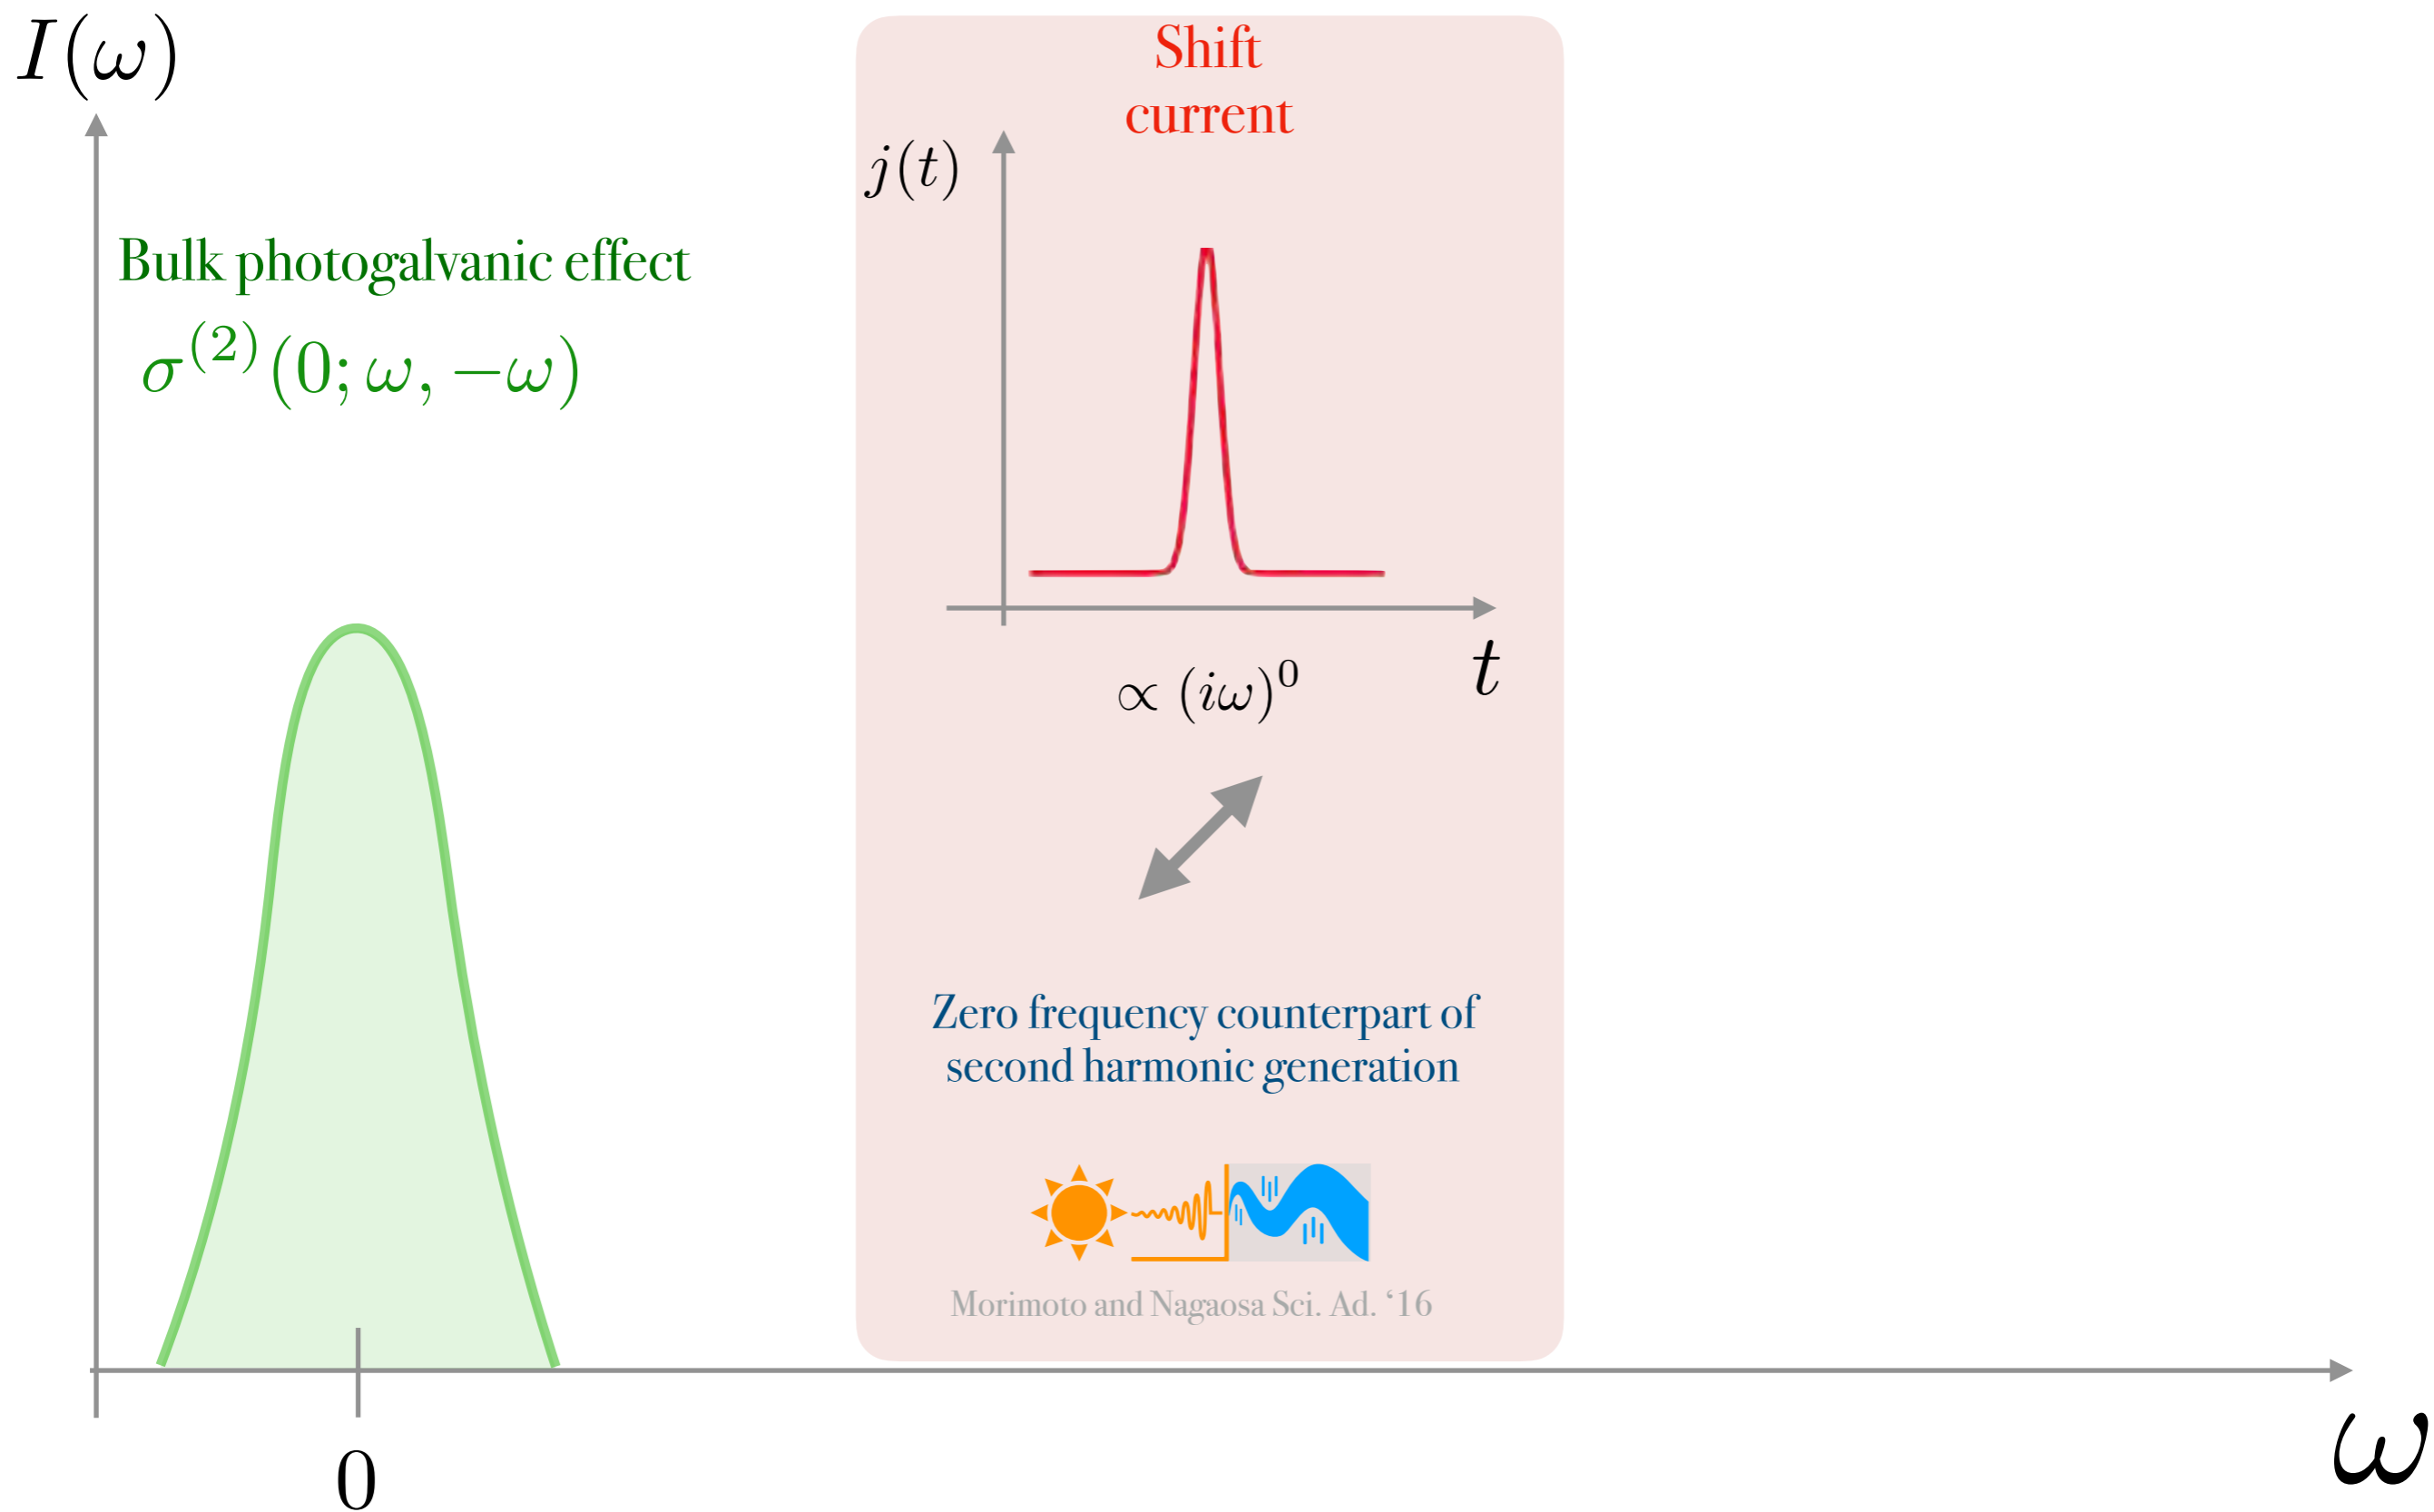 I(ω)
Shift
current
j(t)
Bulk photogalvanic effect
σ⁽²⁾(0; ω, −ω)
t
∝ (iω)⁰
Zero frequency counterpart of
second harmonic generation
Morimoto and Nagaosa Sci. Ad. ‘16
0
ω